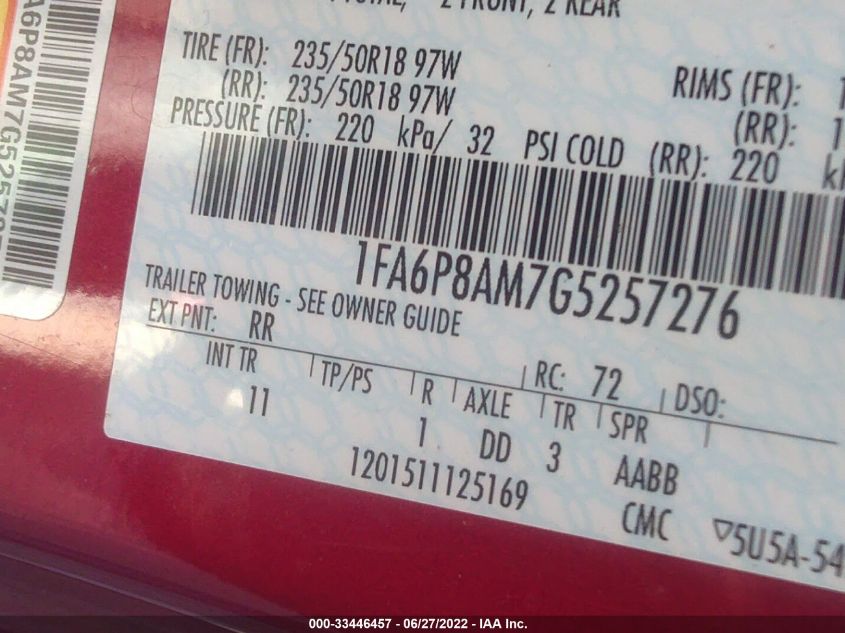 2 FRONT, 2 REAR
TIRE (FR): 235/50R18 97W RIMS (FR):
(RR): 235/50R18 97W (RR):
PRESSURE (FR): 220 kPa/ 32 PSI COLD (RR): 220
1FA6P8AM7G5257276
TRAILER TOWING - SEE OWNER GUIDE
EXT PNT: RR RC: 72 DSO:
INT TR TP/PS R AXLE TR SPR
11 1 DD 3 AABB
1201511125169 CMC ▽5U5A-54
000-33446457 - 06/27/2022 - IAA Inc.